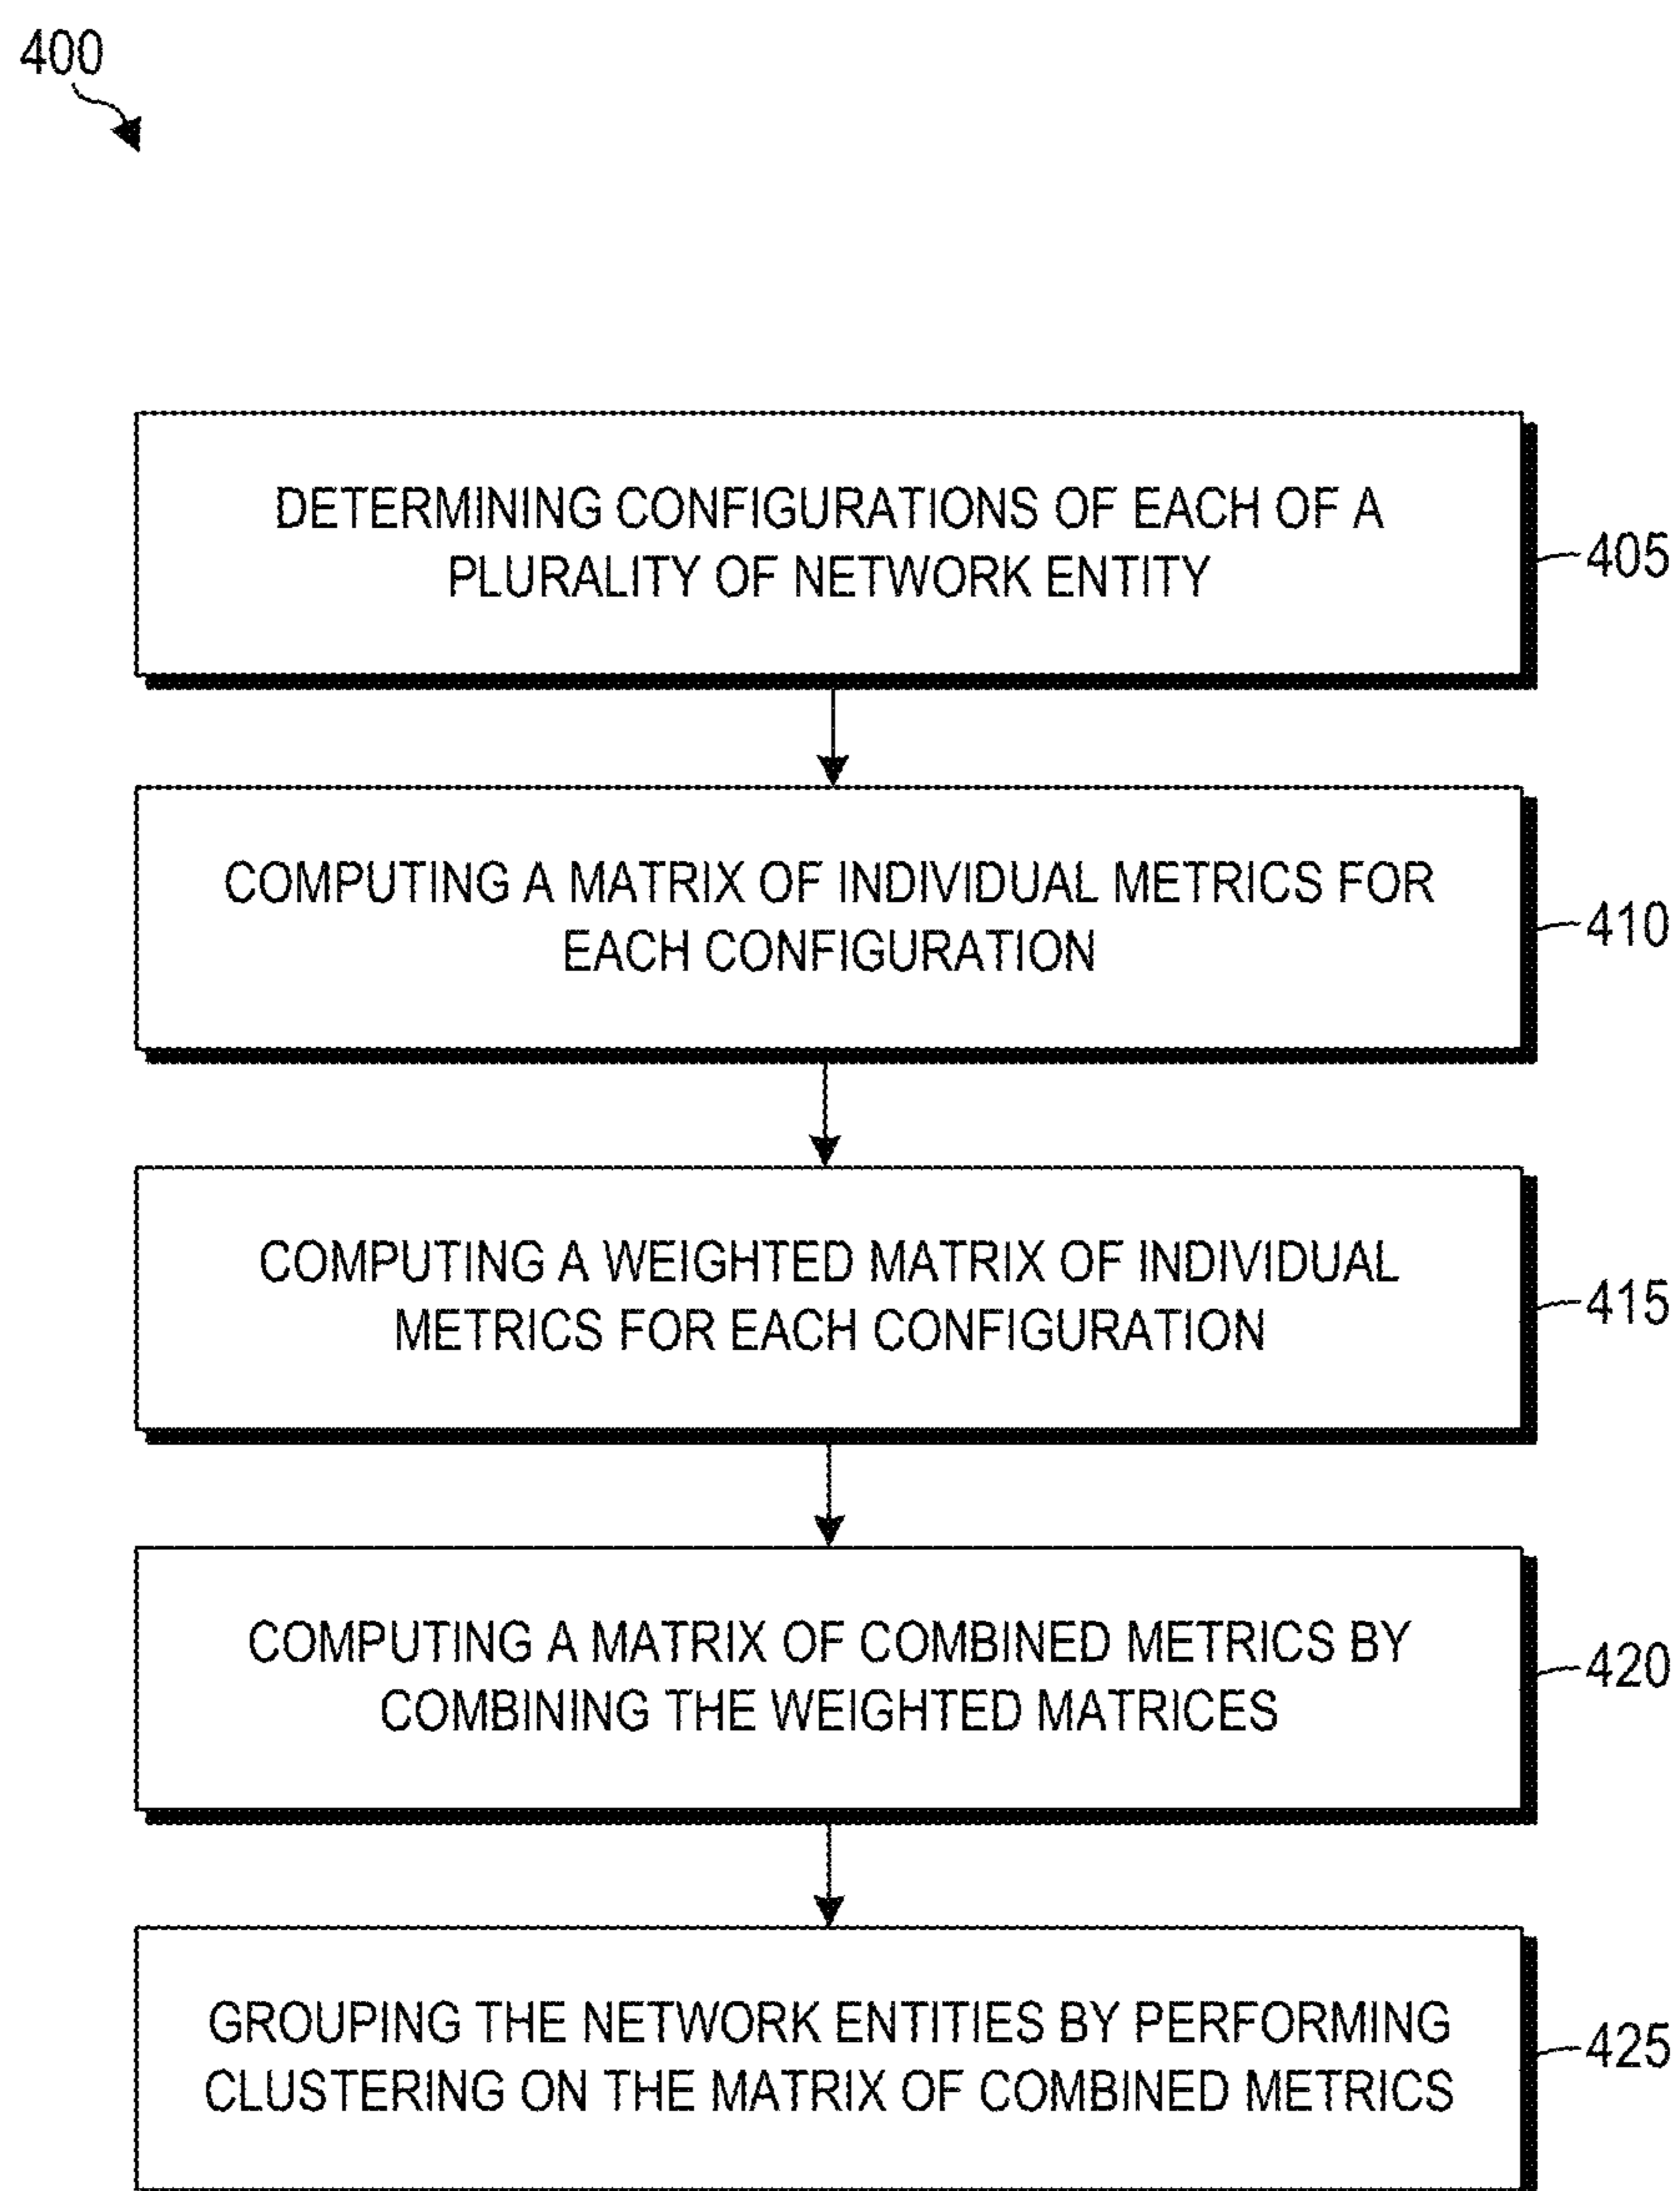 400
DETERMINING CONFIGURATIONS OF EACH OF A
PLURALITY OF NETWORK ENTITY
405
COMPUTING A MATRIX OF INDIVIDUAL METRICS FOR
EACH CONFIGURATION
410
COMPUTING A WEIGHTED MATRIX OF INDIVIDUAL
METRICS FOR EACH CONFIGURATION
415
COMPUTING A MATRIX OF COMBINED METRICS BY
COMBINING THE WEIGHTED MATRICES
420
GROUPING THE NETWORK ENTITIES BY PERFORMING
CLUSTERING ON THE MATRIX OF COMBINED METRICS
425